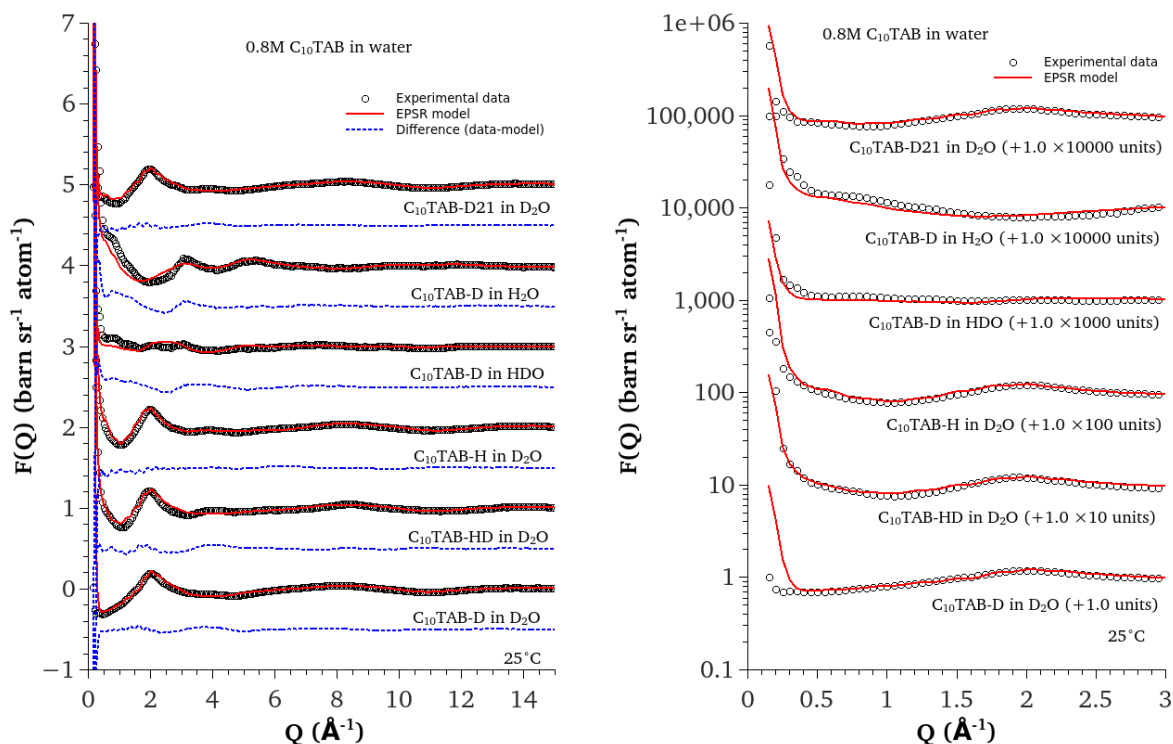 0.8M C₁₀TAB in water
Experimental data
EPSR model
Difference (data-model)
C₁₀TAB-D21 in D₂O
C₁₀TAB-D in H₂O
C₁₀TAB-D in HDO
C₁₀TAB-H in D₂O
C₁₀TAB-HD in D₂O
C₁₀TAB-D in D₂O
25°C
F(Q) (barn sr⁻¹ atom⁻¹)
7
6
5
4
3
2
1
0
−1
0 2 4 6 8 10 12 14
Q (Å⁻¹)
0.8M C₁₀TAB in water
Experimental data
EPSR model
C₁₀TAB-D21 in D₂O (+1.0 ×10000 units)
C₁₀TAB-D in H₂O (+1.0 ×10000 units)
C₁₀TAB-D in HDO (+1.0 ×1000 units)
C₁₀TAB-H in D₂O (+1.0 ×100 units)
C₁₀TAB-HD in D₂O (+1.0 ×10 units)
C₁₀TAB-D in D₂O (+1.0 units)
25°C
F(Q) (barn sr⁻¹ atom⁻¹)
1e+06
100,000
10,000
1,000
100
10
1
0.1
0 0.5 1 1.5 2 2.5 3
Q (Å⁻¹)